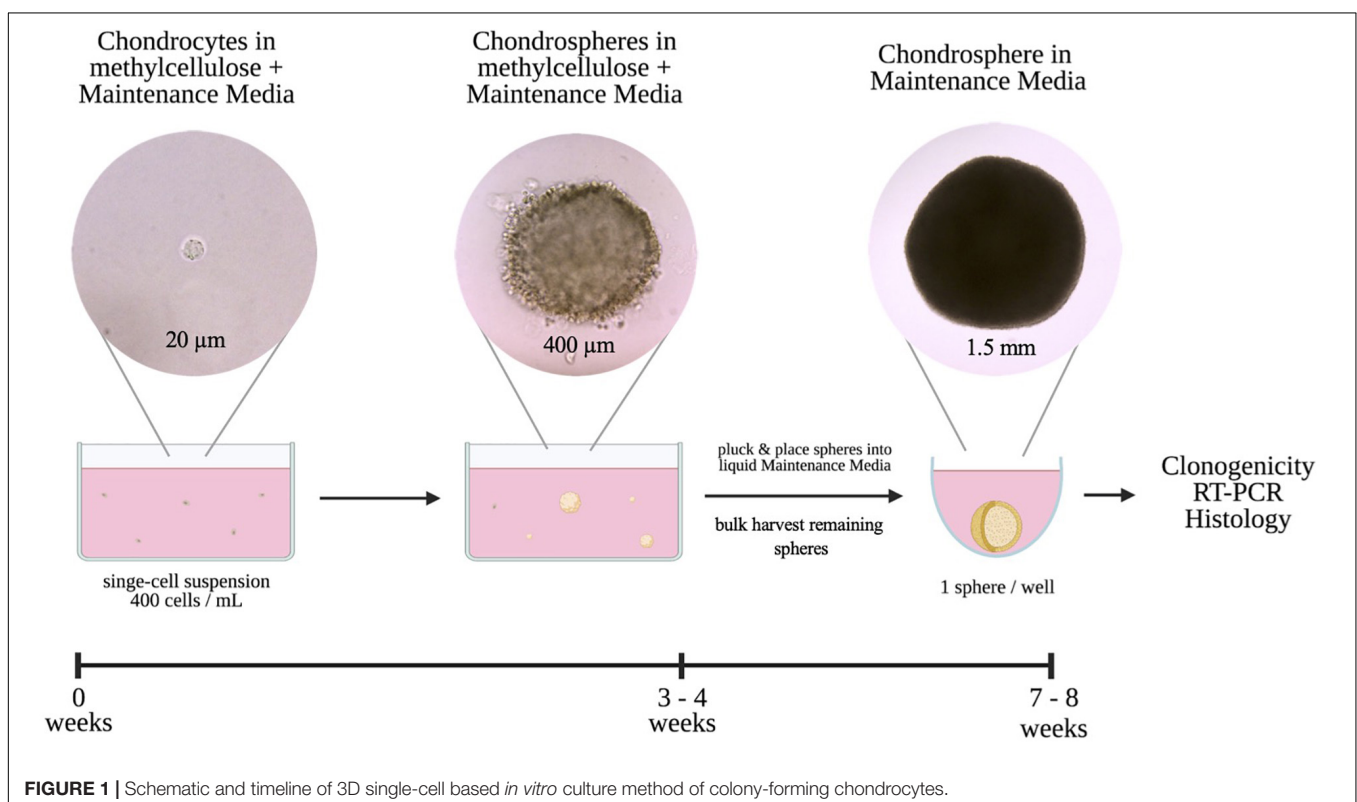 Chondrocytes in
methylcellulose +
Maintenance Media
Chondrospheres in
methylcellulose +
Maintenance Media
Chondrosphere in
Maintenance Media
20 µm
400 µm
1.5 mm
pluck & place spheres into
liquid Maintenance Media
bulk harvest remaining
spheres
Clonogenicity
RT-PCR
Histology
singe-cell suspension
400 cells / mL
1 sphere / well
0
weeks
3 - 4
weeks
7 - 8
weeks
FIGURE 1 | Schematic and timeline of 3D single-cell based in vitro culture method of colony-forming chondrocytes.